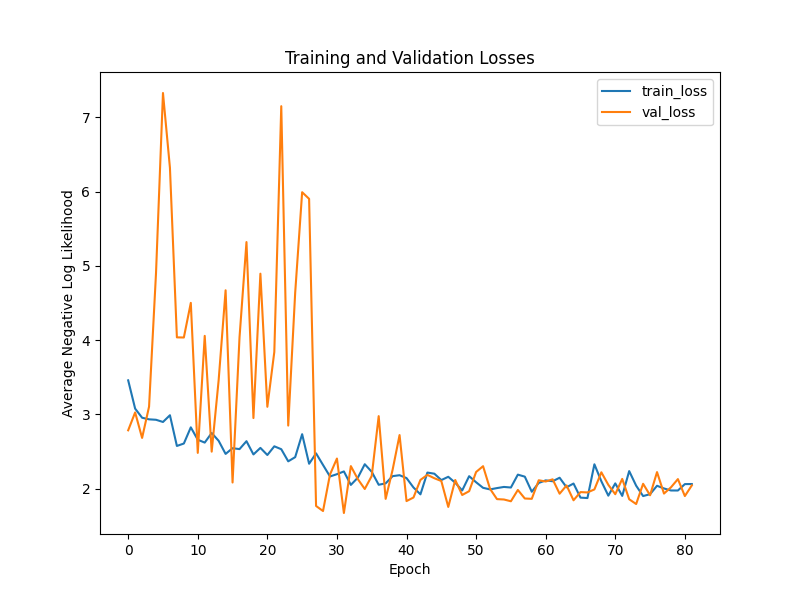 Training and Validation Losses
train_loss
val_loss
Average Negative Log Likelihood
7
6
5
4
3
2
0 10 20 30 40 50 60 70 80
Epoch